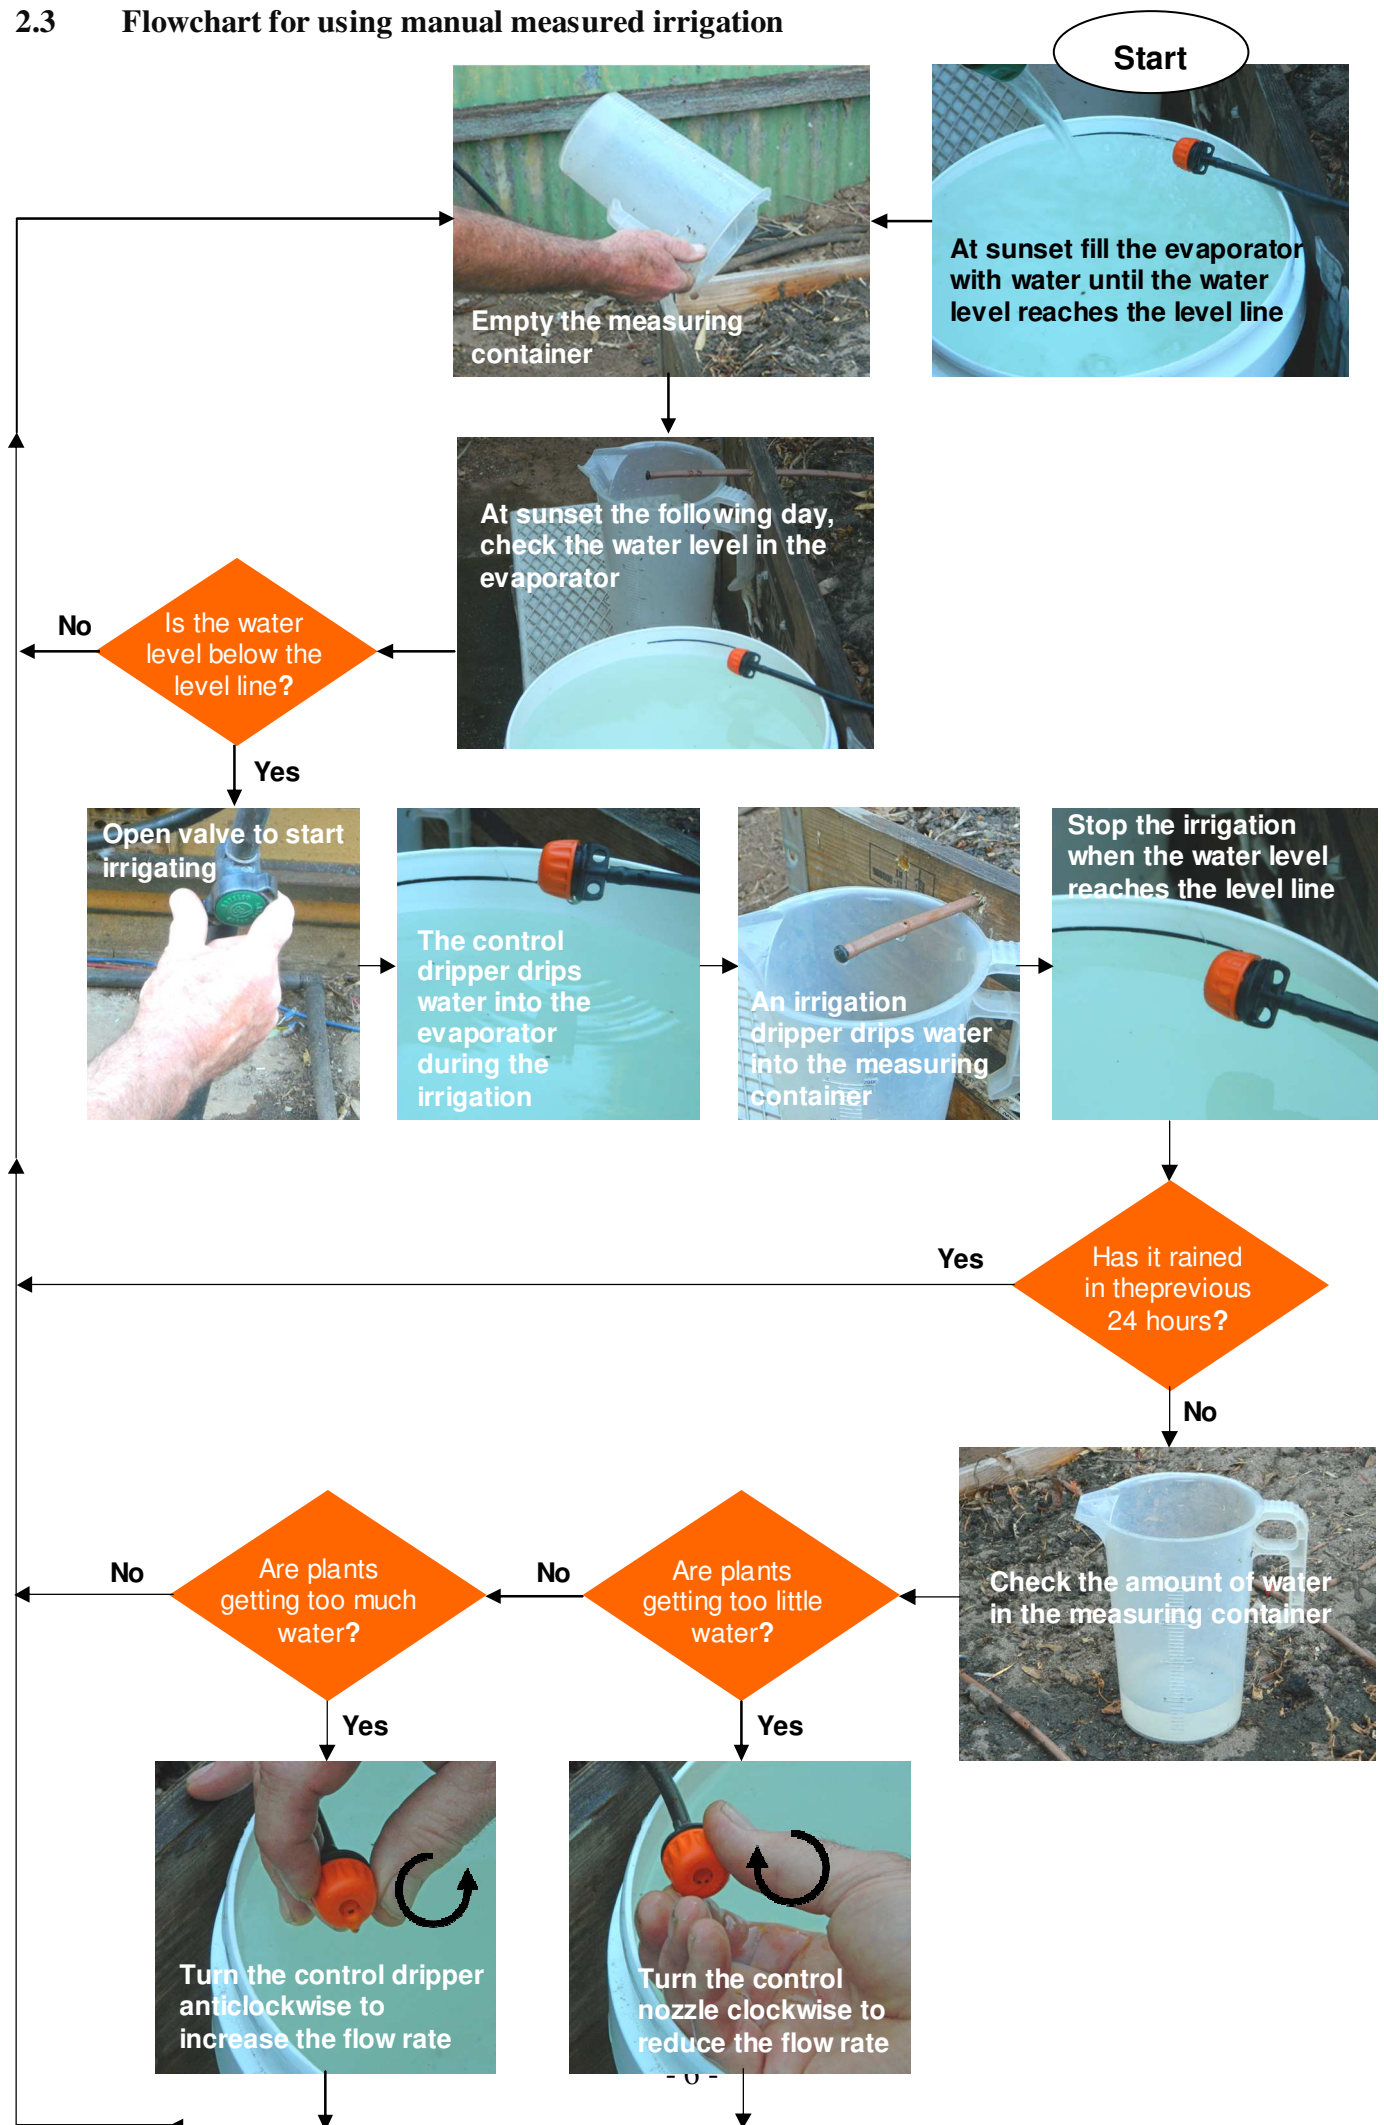 2.3 Flowchart for using manual measured irrigation
Start
At sunset fill the evaporator
with water until the water
level reaches the level line
Empty the measuring
container
At sunset the following day,
check the water level in the
evaporator
Is the water
level below the
level line?
No
Yes
Open valve to start
irrigating
The control
dripper drips
water into the
evaporator
during the
irrigation
An irrigation
dripper drips water
into the measuring
container
Stop the irrigation
when the water level
reaches the level line
Has it rained
in theprevious
24 hours?
Yes
No
Check the amount of water
in the measuring container
Are plants
getting too little
water?
No
Yes
Are plants
getting too much
water?
No
Yes
Turn the control dripper
anticlockwise to
increase the flow rate
Turn the control
nozzle clockwise to
reduce the flow rate